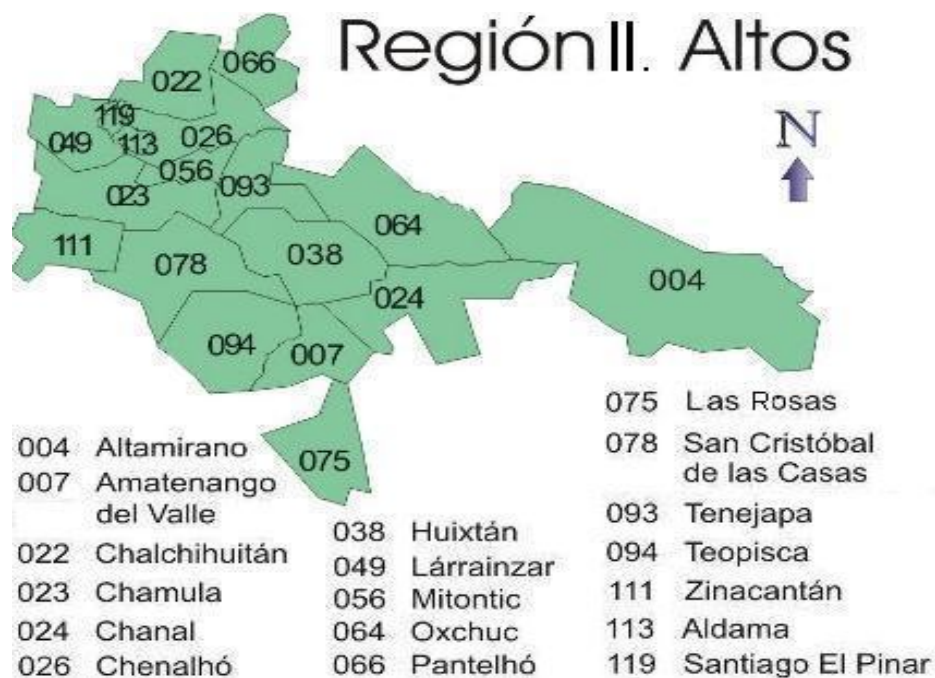 Región II. Altos
N
066
022
119
049
113
026
056
093
023
064
111
078
038
004
024
094
007
075
004 Altamirano
007 Amatenango
del Valle
022 Chalchihuitán
023 Chamula
024 Chanal
026 Chenalhó
038 Huixtán
049 Lárrainzar
056 Mitontic
064 Oxchuc
066 Pantelhó
075 Las Rosas
078 San Cristóbal
de las Casas
093 Tenejapa
094 Teopisca
111 Zinacantán
113 Aldama
119 Santiago El Pinar